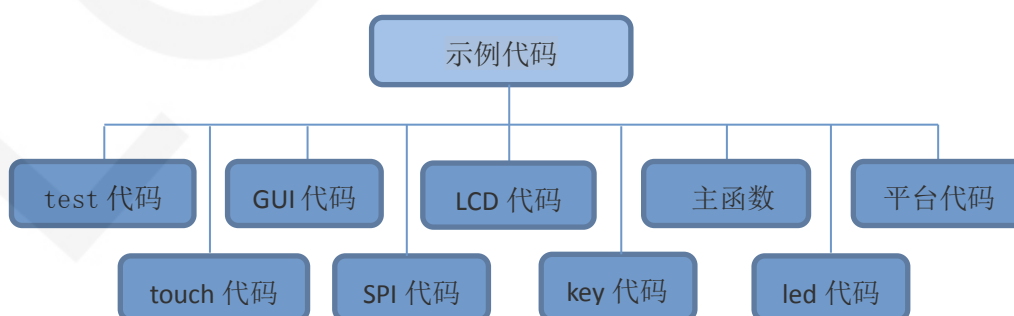 示例代码
test 代码
GUI 代码
LCD 代码
主函数
平台代码
touch 代码
SPI 代码
key 代码
led 代码